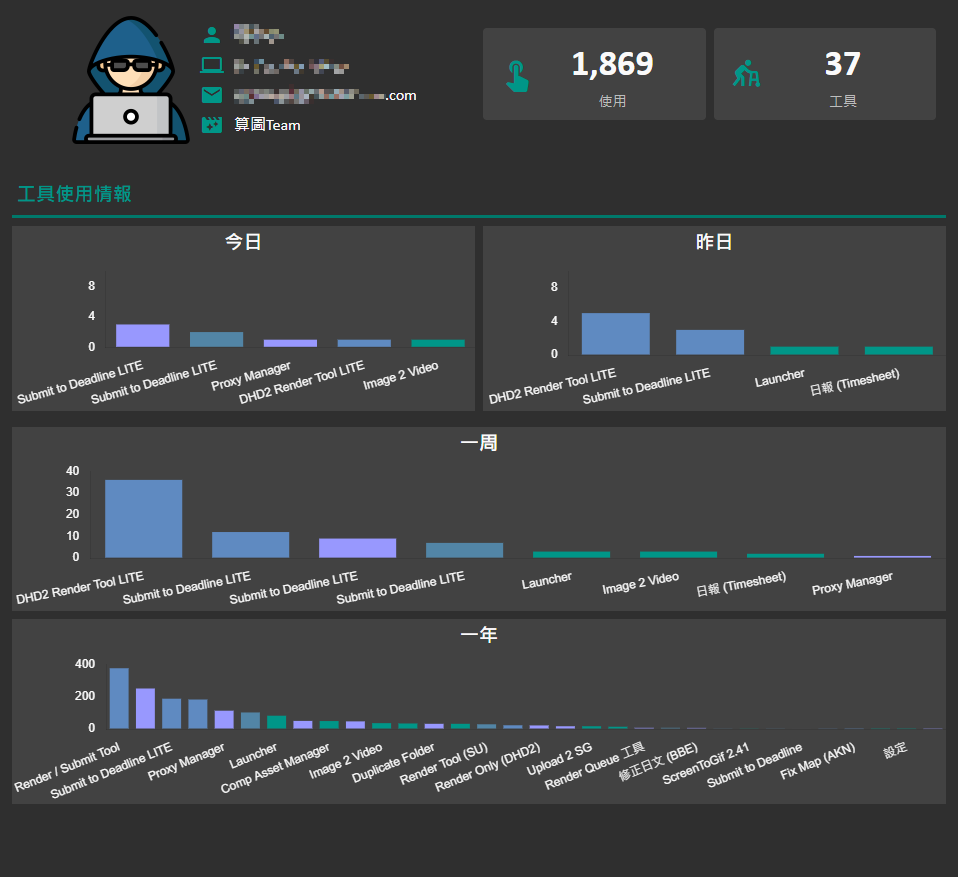 .com
算圖Team
1,869
使用
37
工具
工具使用情報
今日
8
4
0
Submit to Deadline LITE
Submit to Deadline LITE
Proxy Manager
DHD2 Render Tool LITE
Image 2 Video
昨日
8
4
0
DHD2 Render Tool LITE
Submit to Deadline LITE
Launcher
日報 (Timesheet)
一周
40
30
20
10
0
DHD2 Render Tool LITE
Submit to Deadline LITE
Submit to Deadline LITE
Submit to Deadline LITE
Launcher
Image 2 Video
日報 (Timesheet)
Proxy Manager
一年
400
200
0
Render / Submit Tool
Submit to Deadline LITE
Proxy Manager
Launcher
Comp Asset Manager
Image 2 Video
Duplicate Folder
Render Tool (SU)
Render Only (DHD2)
Upload 2 SG
Render Queue 工具
修正日文 (BBE)
ScreenToGif 2.41
Submit to Deadline
Fix Map (AKN)
設定